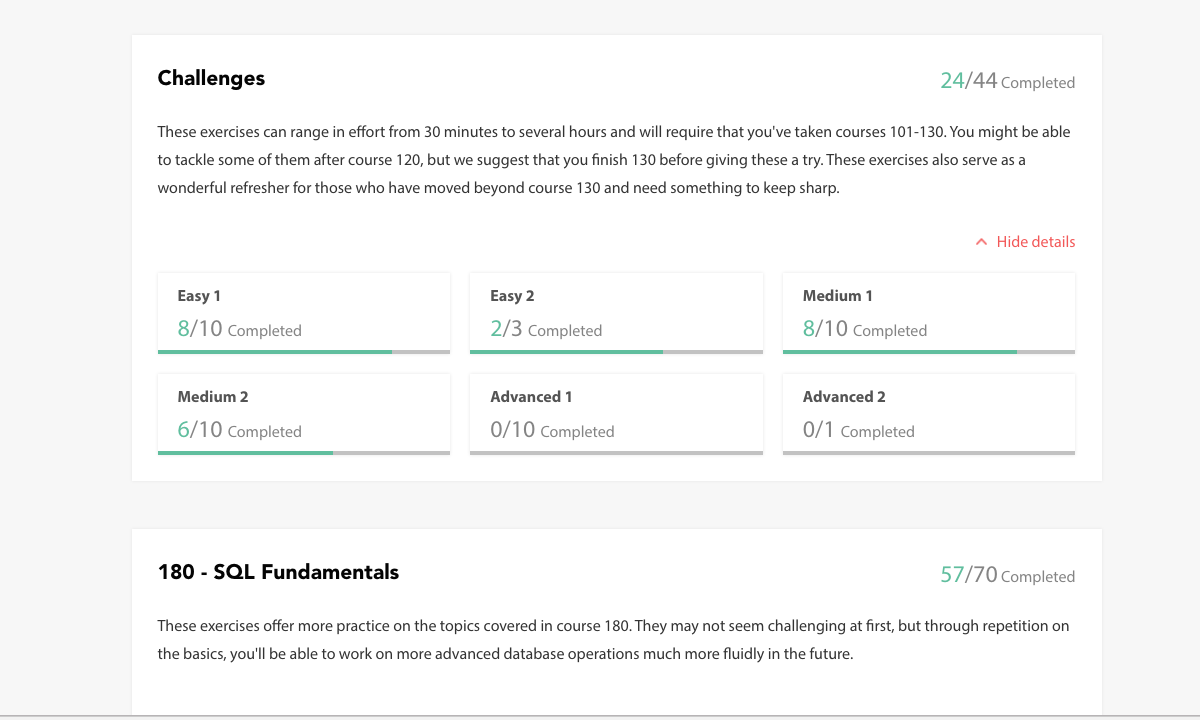 Challenges
24/44 Completed
These exercises can range in effort from 30 minutes to several hours and will require that you've taken courses 101-130. You might be able
to tackle some of them after course 120, but we suggest that you finish 130 before giving these a try. These exercises also serve as a
wonderful refresher for those who have moved beyond course 130 and need something to keep sharp.
Hide details
Easy 1
8/10 Completed
Easy 2
2/3 Completed
Medium 1
8/10 Completed
Medium 2
6/10 Completed
Advanced 1
0/10 Completed
Advanced 2
0/1 Completed
180 - SQL Fundamentals
57/70 Completed
These exercises offer more practice on the topics covered in course 180. They may not seem challenging at first, but through repetition on
the basics, you'll be able to work on more advanced database operations much more fluidly in the future.